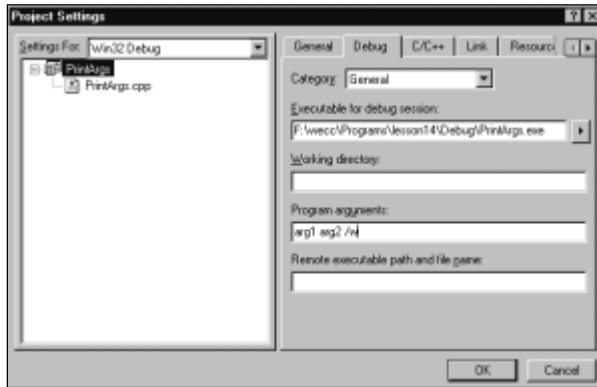 Project Settings
Settings For: Win32 Debug
PrintArgs
PrintArgs.cpp
General Debug C/C++ Link Resourc
Category: General
Executable for debug session:
F:\wecc\Programs\lesson14\Debug\PrintArgs.exe
Working directory:
Program arguments:
arg1 arg2 /w
Remote executable path and file name:
OK Cancel